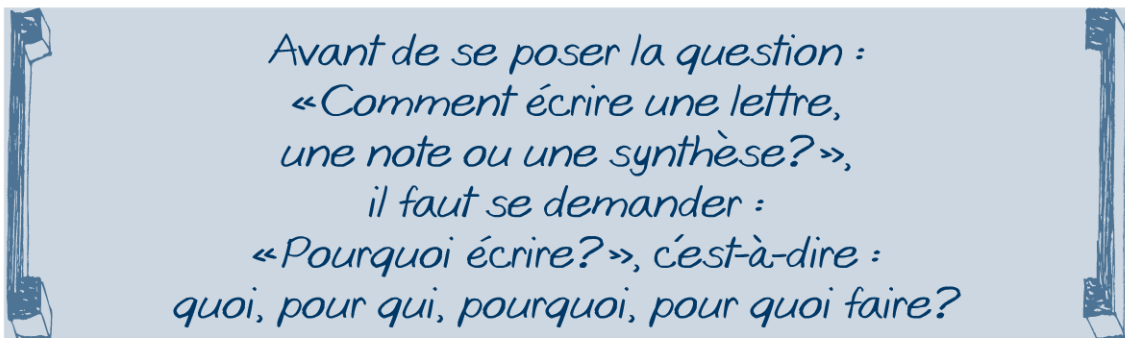 Avant de se poser la question :
«Comment écrire une lettre,
une note ou une synthèse?»,
il faut se demander :
«Pourquoi écrire?», c'est-à-dire :
quoi, pour qui, pourquoi, pour quoi faire?